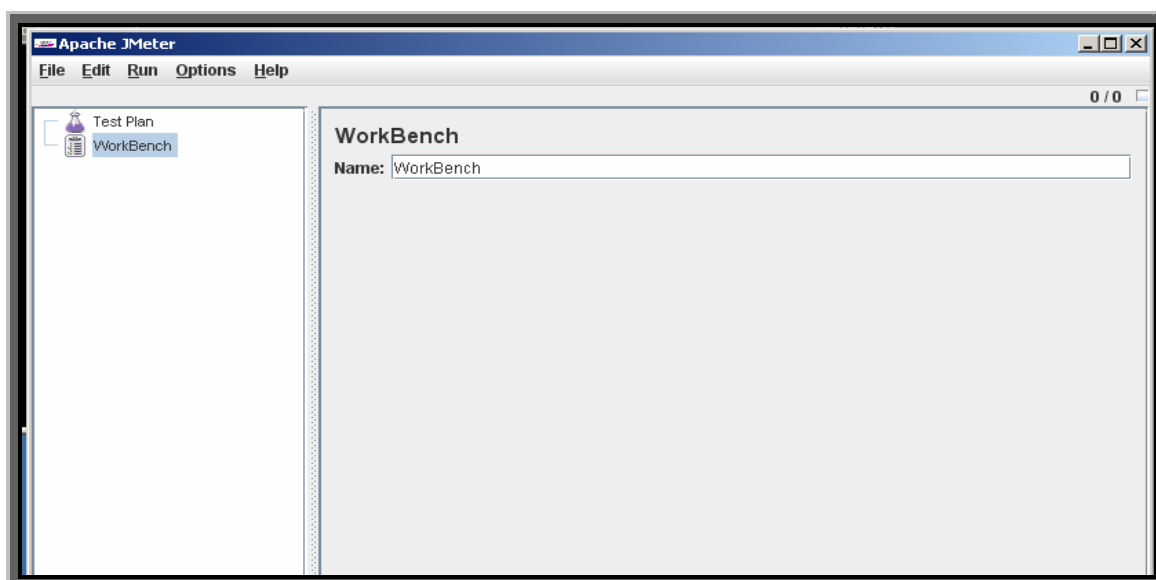 Apache JMeter
File Edit Run Options Help
0 / 0
Test Plan
WorkBench
WorkBench
Name: WorkBench